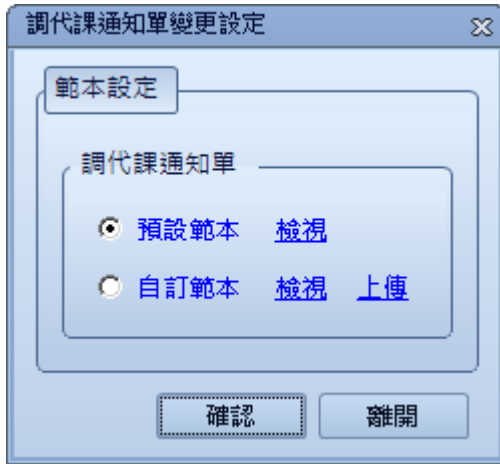 調代課通知單變更設定
範本設定
調代課通知單
預設範本 檢視
自訂範本 檢視 上傳
確認 離開